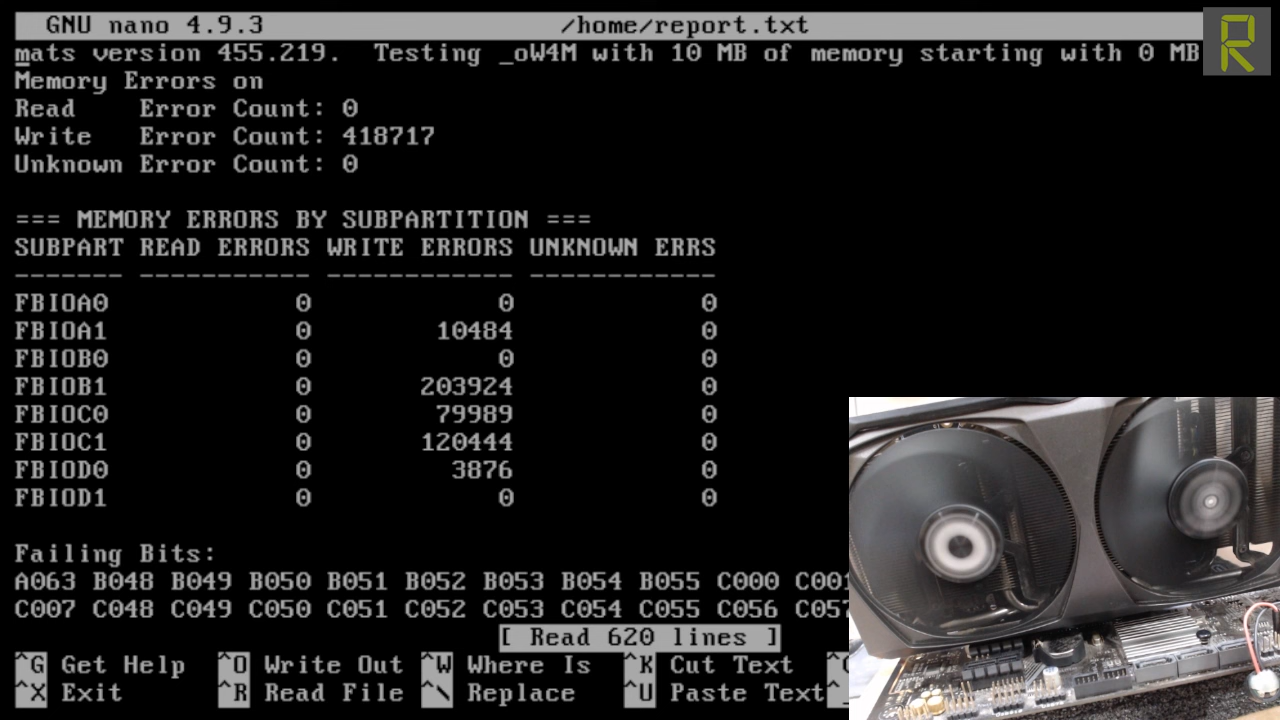 GNU nano 4.9.3 /home/report.txt
R
mats version 455.219. Testing _oW4M with 10 MB of memory starting with 0 MB
Memory Errors on
Read Error Count: 0
Write Error Count: 418717
Unknown Error Count: 0
=== MEMORY ERRORS BY SUBPARTITION ===
SUBPART READ ERRORS WRITE ERRORS UNKNOWN ERRS
------- ----------- ------------ ------------
FBIOA0 0 0 0
FBIOA1 0 10484 0
FBIOB0 0 0 0
FBIOB1 0 203924 0
FBIOC0 0 79989 0
FBIOC1 0 120444 0
FBIOD0 0 3876 0
FBIOD1 0 0 0
Failing Bits:
A063 B048 B049 B050 B051 B052 B053 B054 B055 C000 C001
C007 C048 C049 C050 C051 C052 C053 C054 C055 C056 C057
[ Read 620 lines ]
^G Get Help ^O Write Out ^W Where Is ^K Cut Text
^X Exit ^R Read File ^\ Replace ^U Paste Text